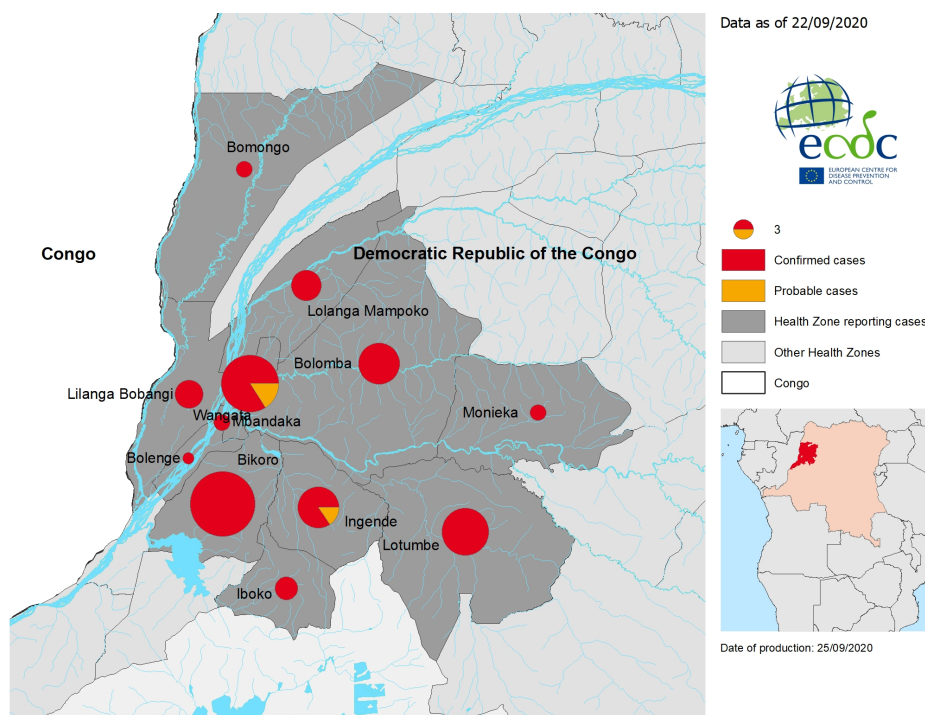 Data as of 22/09/2020
ecdc
EUROPEAN CENTRE FOR
DISEASE PREVENTION
AND CONTROL
3
Confirmed cases
Probable cases
Health Zone reporting cases
Other Health Zones
Congo
Date of production: 25/09/2020
Bomongo
Congo
Democratic Republic of the Congo
Lolanga Mampoko
Bolomba
Lilanga Bobangi
Wangata
Mbandaka
Monieka
Bolenge
Bikoro
Ingende
Lotumbe
Iboko